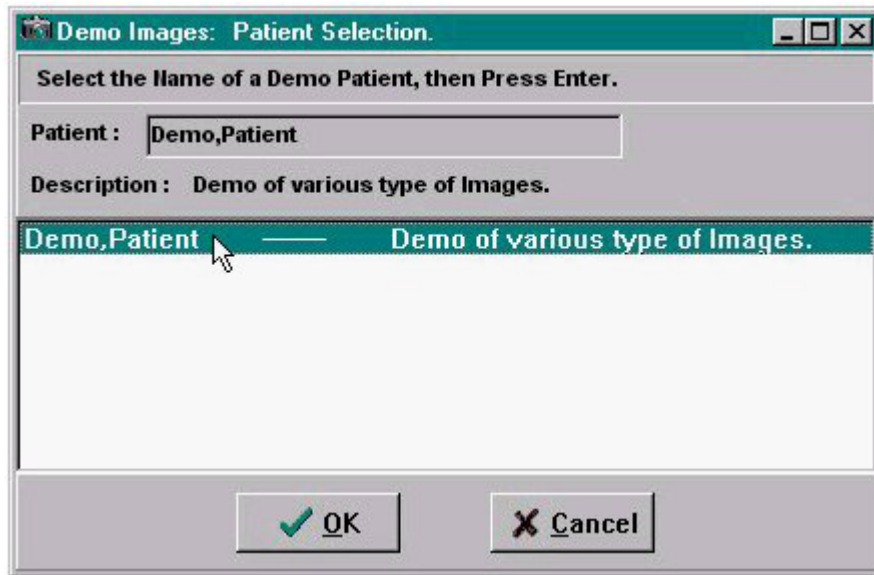 Demo Images: Patient Selection.
Select the Name of a Demo Patient, then Press Enter.
Patient : Demo,Patient
Description : Demo of various type of Images.
Demo,Patient —— Demo of various type of Images.
OK Cancel